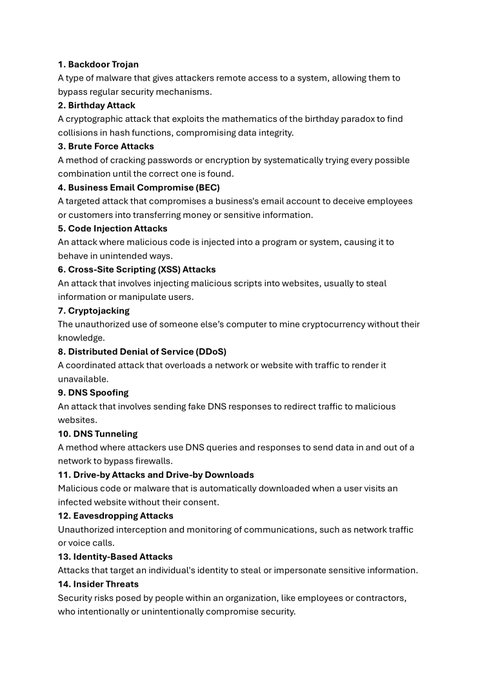 1. Backdoor Trojan
A type of malware that gives attackers remote access to a system, allowing them to
bypass regular security mechanisms.
2. Birthday Attack
A cryptographic attack that exploits the mathematics of the birthday paradox to find
collisions in hash functions, compromising data integrity.
3. Brute Force Attacks
A method of cracking passwords or encryption by systematically trying every possible
combination until the correct one is found.
4. Business Email Compromise (BEC)
A targeted attack that compromises a business's email account to deceive employees
or customers into transferring money or sensitive information.
5. Code Injection Attacks
An attack where malicious code is injected into a program or system, causing it to
behave in unintended ways.
6. Cross-Site Scripting (XSS) Attacks
An attack that involves injecting malicious scripts into websites, usually to steal
information or manipulate users.
7. Cryptojacking
The unauthorized use of someone else's computer to mine cryptocurrency without their
knowledge.
8. Distributed Denial of Service (DDoS)
A coordinated attack that overloads a network or website with traffic to render it
unavailable.
9. DNS Spoofing
An attack that involves sending fake DNS responses to redirect traffic to malicious
websites.
10. DNS Tunneling
A method where attackers use DNS queries and responses to send data in and out of a
network to bypass firewalls.
11. Drive-by Attacks and Drive-by Downloads
Malicious code or malware that is automatically downloaded when a user visits an
infected website without their consent.
12. Eavesdropping Attacks
Unauthorized interception and monitoring of communications, such as network traffic
or voice calls.
13. Identity-Based Attacks
Attacks that target an individual's identity to steal or impersonate sensitive information.
14. Insider Threats
Security risks posed by people within an organization, like employees or contractors,
who intentionally or unintentionally compromise security.